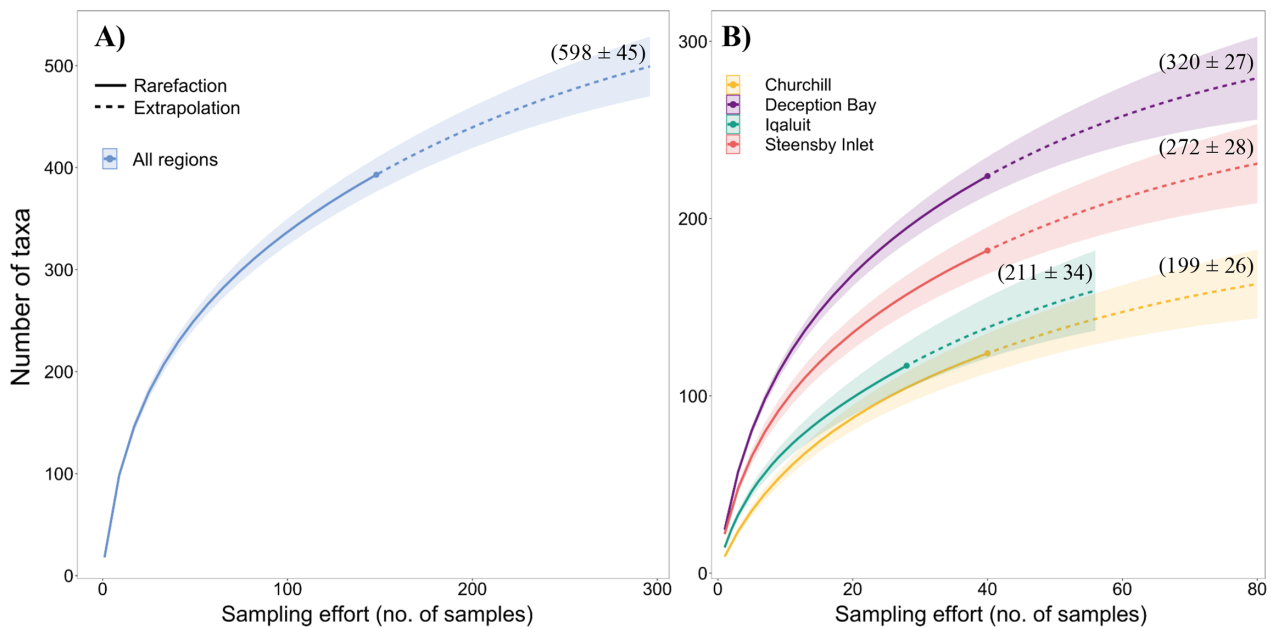 A)
(598 ± 45)
Rarefaction
Extrapolation
All regions
Number of taxa
500
400
300
200
100
0
0
100
200
300
Sampling effort (no. of samples)
B)
(320 ± 27)
Churchill
Deception Bay
Iqaluit
Steensby Inlet
(272 ± 28)
(211 ± 34)
(199 ± 26)
300
200
100
0
0
20
40
60
80
Sampling effort (no. of samples)